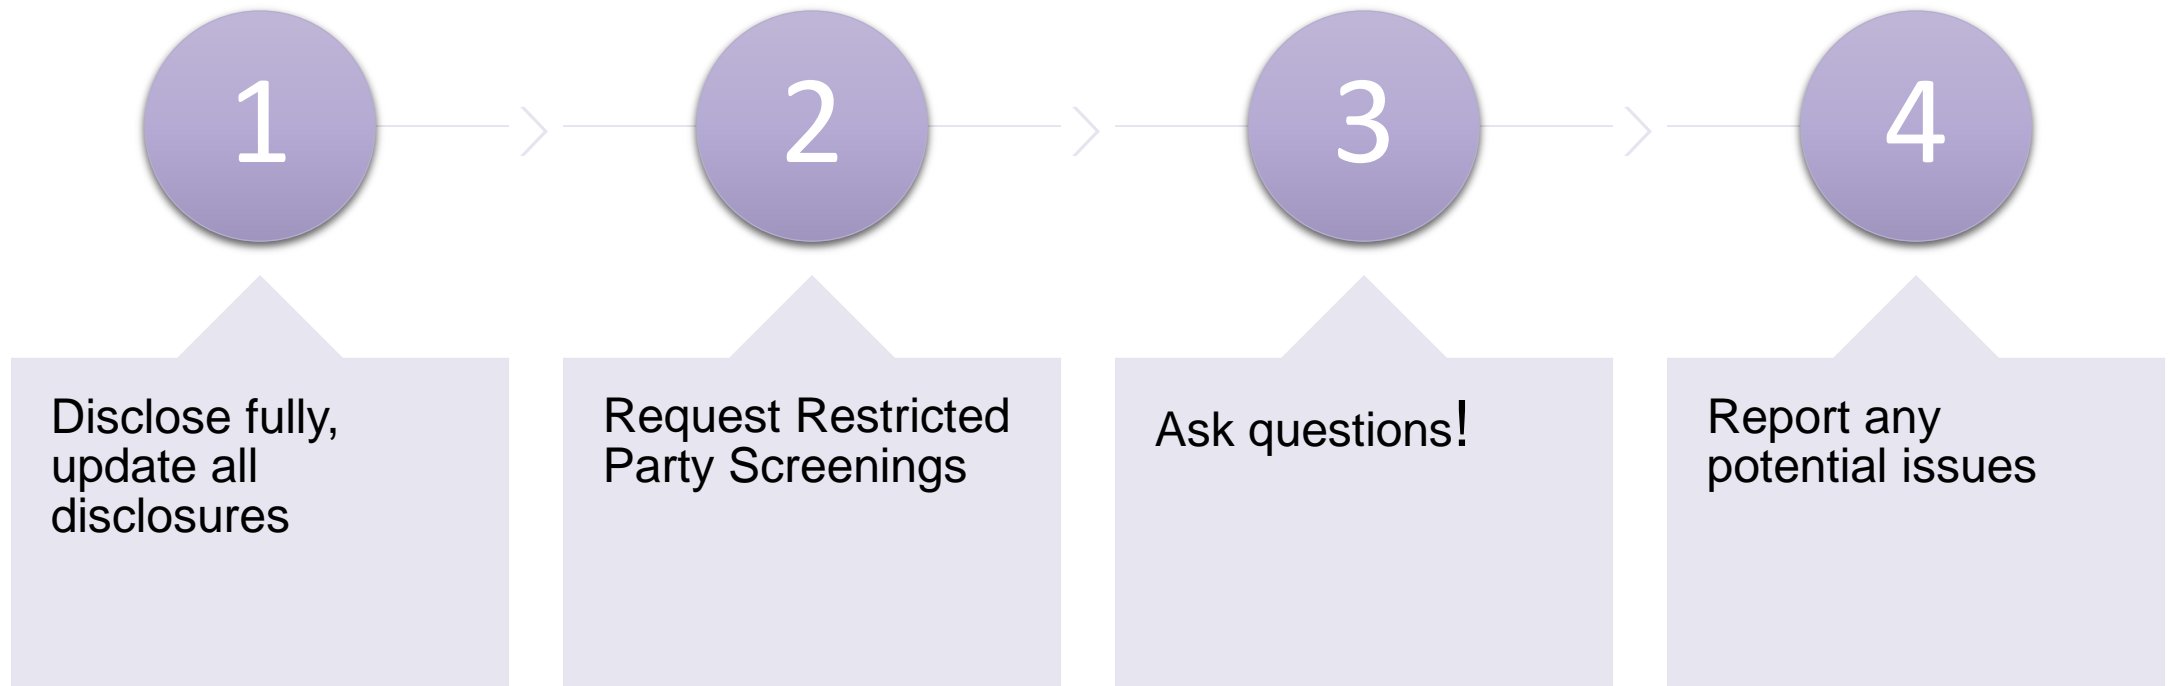 1
2
3
4
Disclose fully,
update all
disclosures
Request Restricted
Party Screenings
Ask questions!
Report any
potential issues